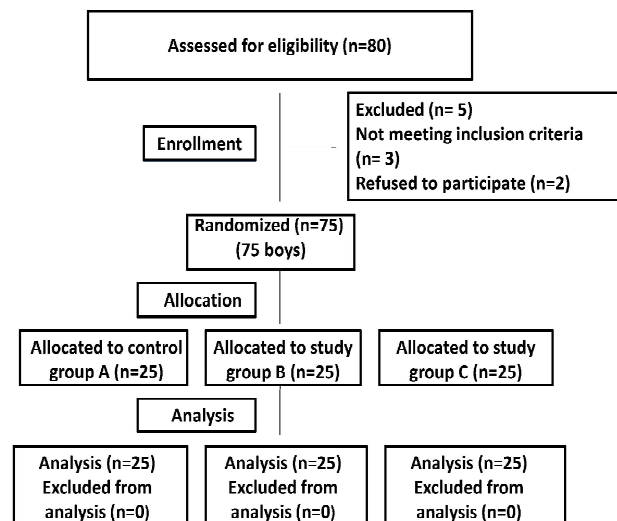 Assessed for eligibility (n=80)
Enrollment
Excluded (n= 5)
Not meeting inclusion criteria
(n= 3)
Refused to participate (n=2)
Randomized (n=75)
(75 boys)
Allocation
Allocated to control
group A (n=25)
Allocated to study
group B (n=25)
Allocated to study
group C (n=25)
Analysis
Analysis (n=25)
Excluded from
analysis (n=0)
Analysis (n=25)
Excluded from
analysis (n=0)
Analysis (n=25)
Excluded from
analysis (n=0)